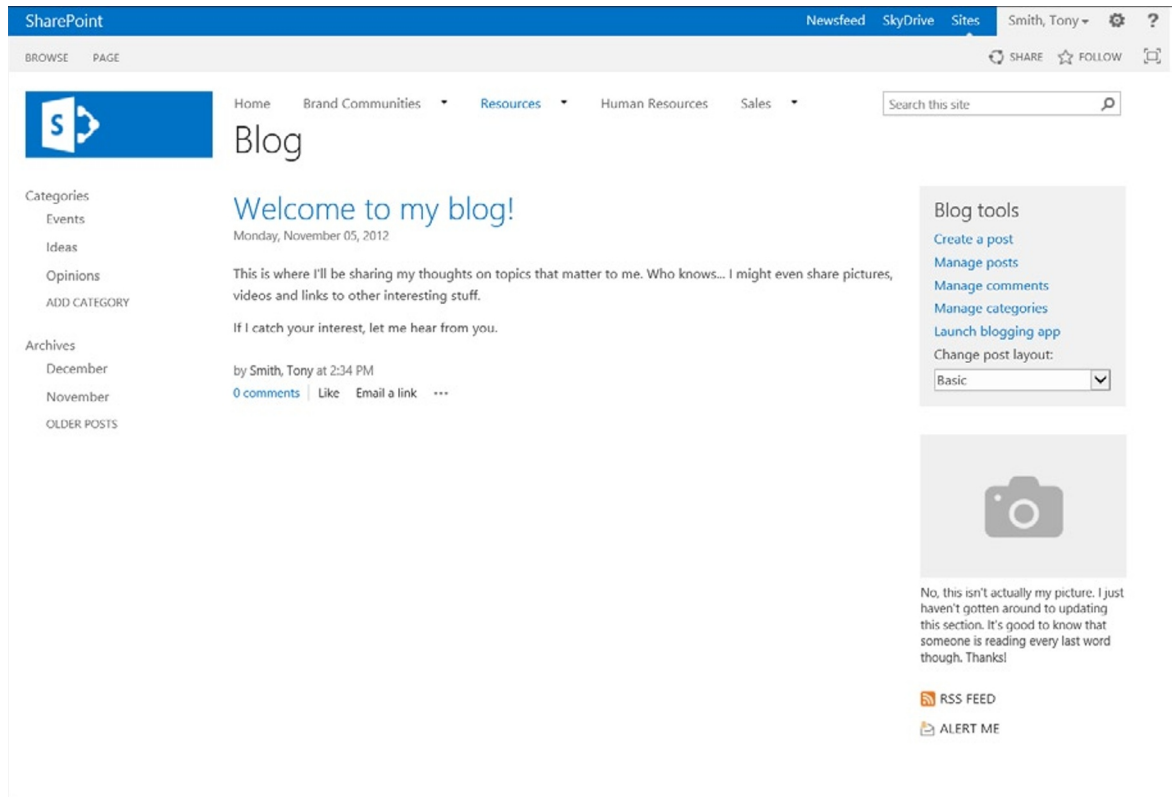 SharePoint
Newsfeed SkyDrive Sites Smith, Tony ?
BROWSE PAGE
SHARE FOLLOW
S
Home Brand Communities Resources Human Resources Sales
Search this site
Blog
Categories
Events
Ideas
Opinions
ADD CATEGORY
Archives
December
November
OLDER POSTS
Welcome to my blog!
Monday, November 05, 2012
This is where I'll be sharing my thoughts on topics that matter to me. Who knows... I might even share pictures,
videos and links to other interesting stuff.
If I catch your interest, let me hear from you.
by Smith, Tony at 2:34 PM
0 comments Like Email a link ...
Blog tools
Create a post
Manage posts
Manage comments
Manage categories
Launch blogging app
Change post layout:
Basic
No, this isn't actually my picture. I just
haven't gotten around to updating
this section. It's good to know that
someone is reading every last word
though. Thanks!
RSS FEED
ALERT ME